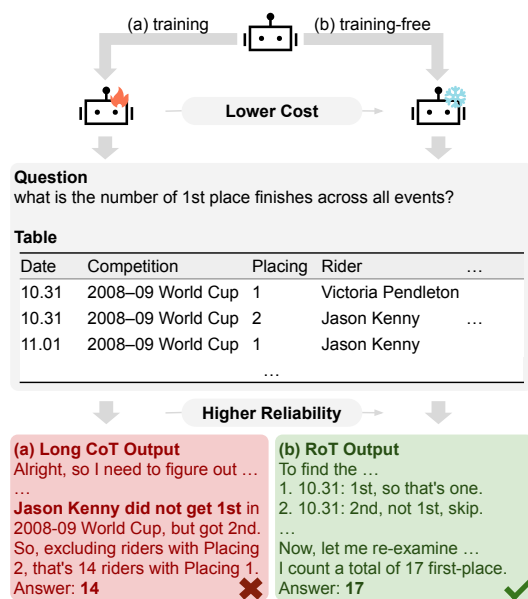 (a) training
(b) training-free
Lower Cost
Question
what is the number of 1st place finishes across all events?
Table
Date Competition Placing Rider …
10.31 2008–09 World Cup 1 Victoria Pendleton
10.31 2008–09 World Cup 2 Jason Kenny …
11.01 2008–09 World Cup 1 Jason Kenny
…
Higher Reliability
(a) Long CoT Output
Alright, so I need to figure out …
…
Jason Kenny did not get 1st in
2008-09 World Cup, but got 2nd.
So, excluding riders with Placing
2, that's 14 riders with Placing 1.
Answer: 14
(b) RoT Output
To find the …
1. 10.31: 1st, so that's one.
2. 10.31: 2nd, not 1st, skip.
…
Now, let me re-examine …
I count a total of 17 first-place.
Answer: 17